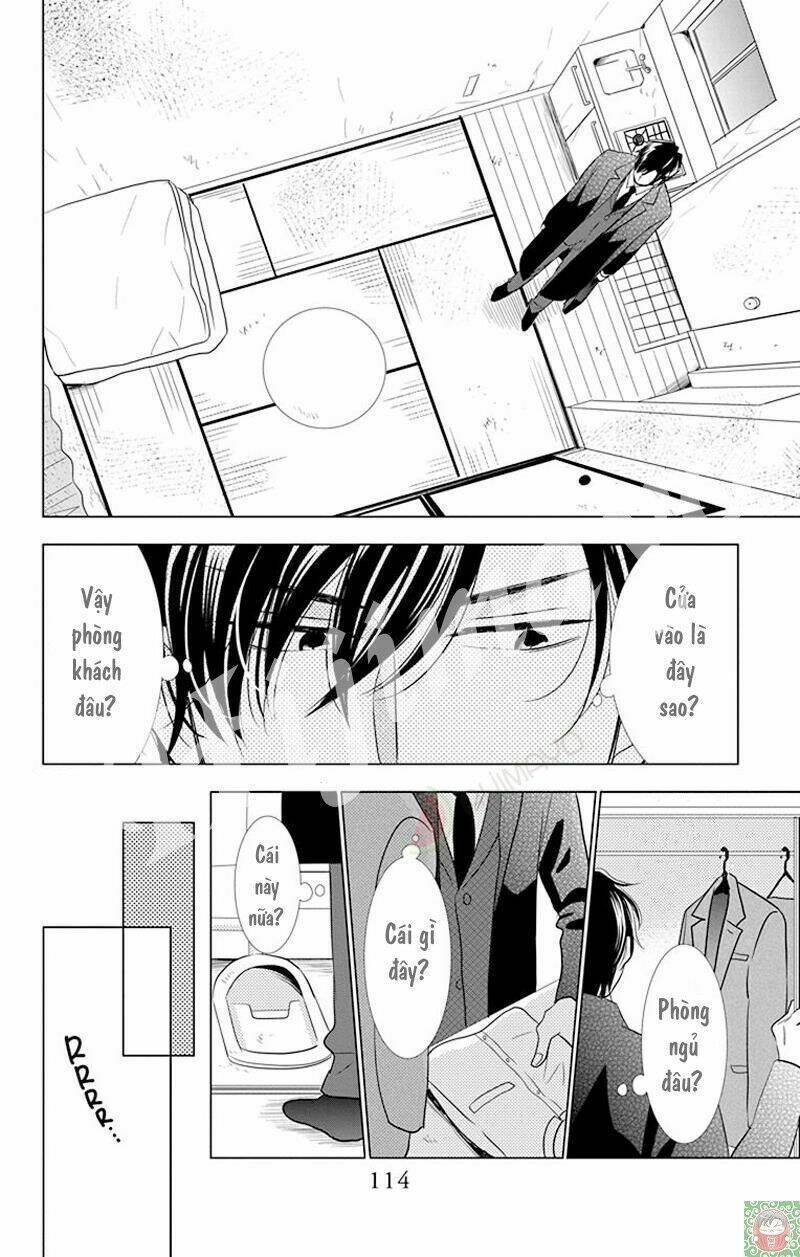 Cửa
vào là
đây
sao?
Vậy
phòng
khách
đâu?
Phòng
ngủ
đâu?
Cái gì
đây?
Cái
này
nữa?
RRRR...
114